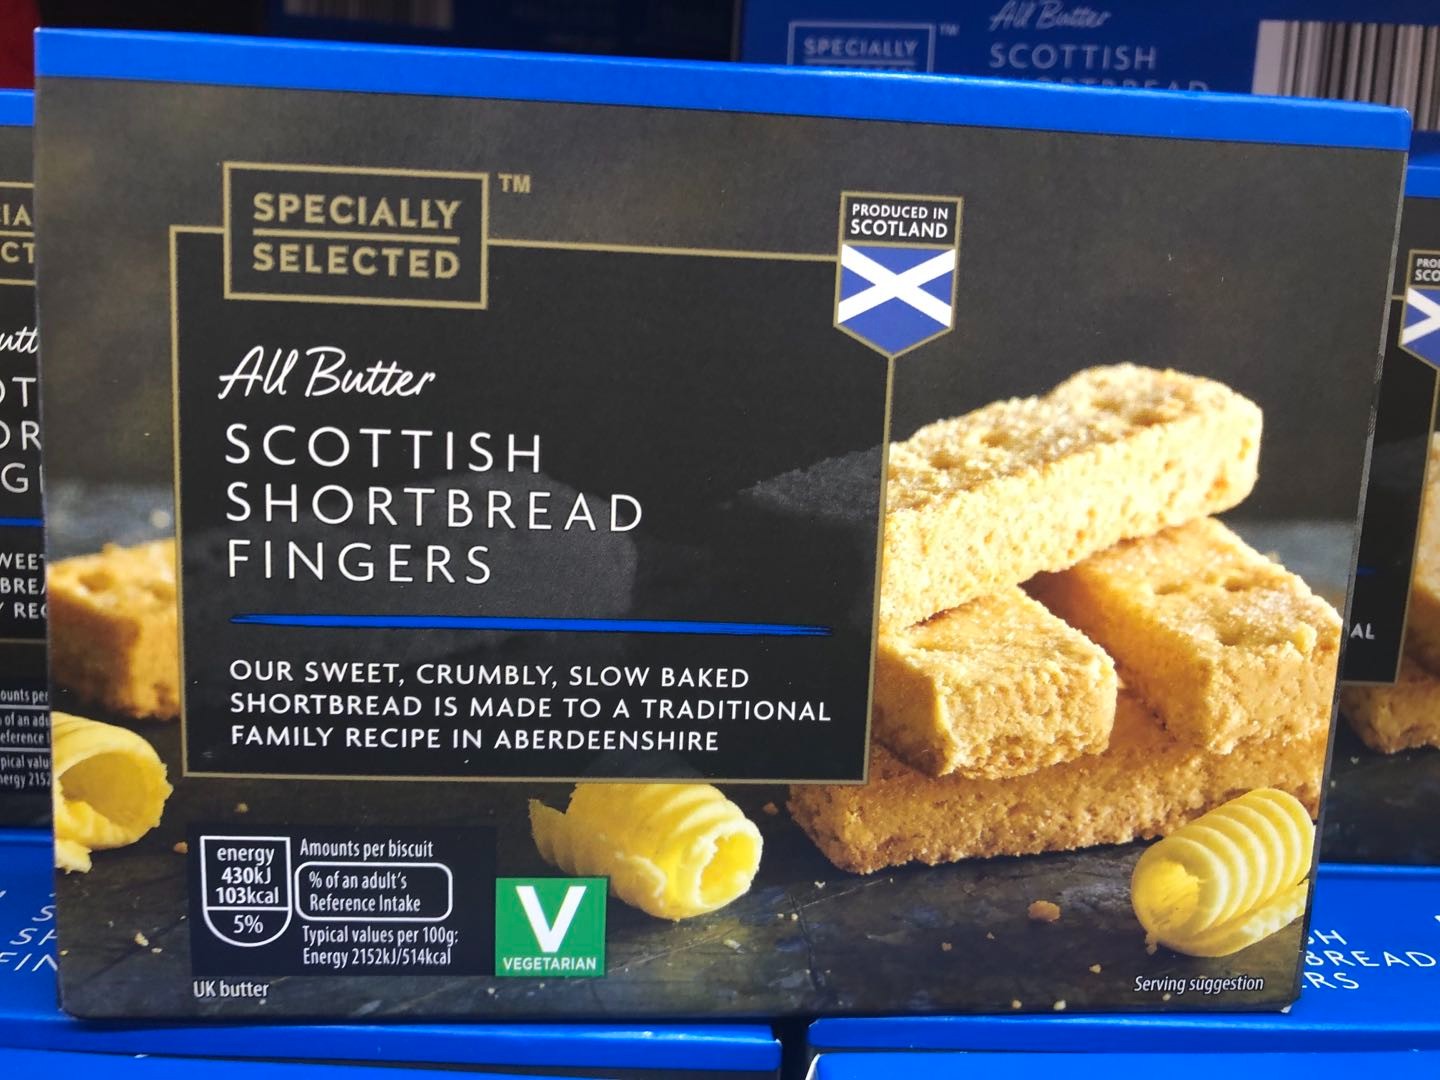 All Butter
SPECIALLY
™
SCOTTISH
SPECIALLY
SELECTED
™
PRODUCED IN
SCOTLAND
All Butter
SCOTTISH
SHORTBREAD
FINGERS
OUR SWEET, CRUMBLY, SLOW BAKED
SHORTBREAD IS MADE TO A TRADITIONAL
FAMILY RECIPE IN ABERDEENSHIRE
energy
430kJ
103kcal
5%
Amounts per biscuit
% of an adult's
Reference Intake
Typical values per 100g:
Energy 2152kJ/514kcal
V
VEGETARIAN
UK butter
Serving suggestion